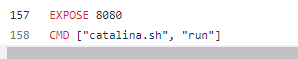 157 EXPOSE 8080
158 CMD ["catalina.sh", "run"]